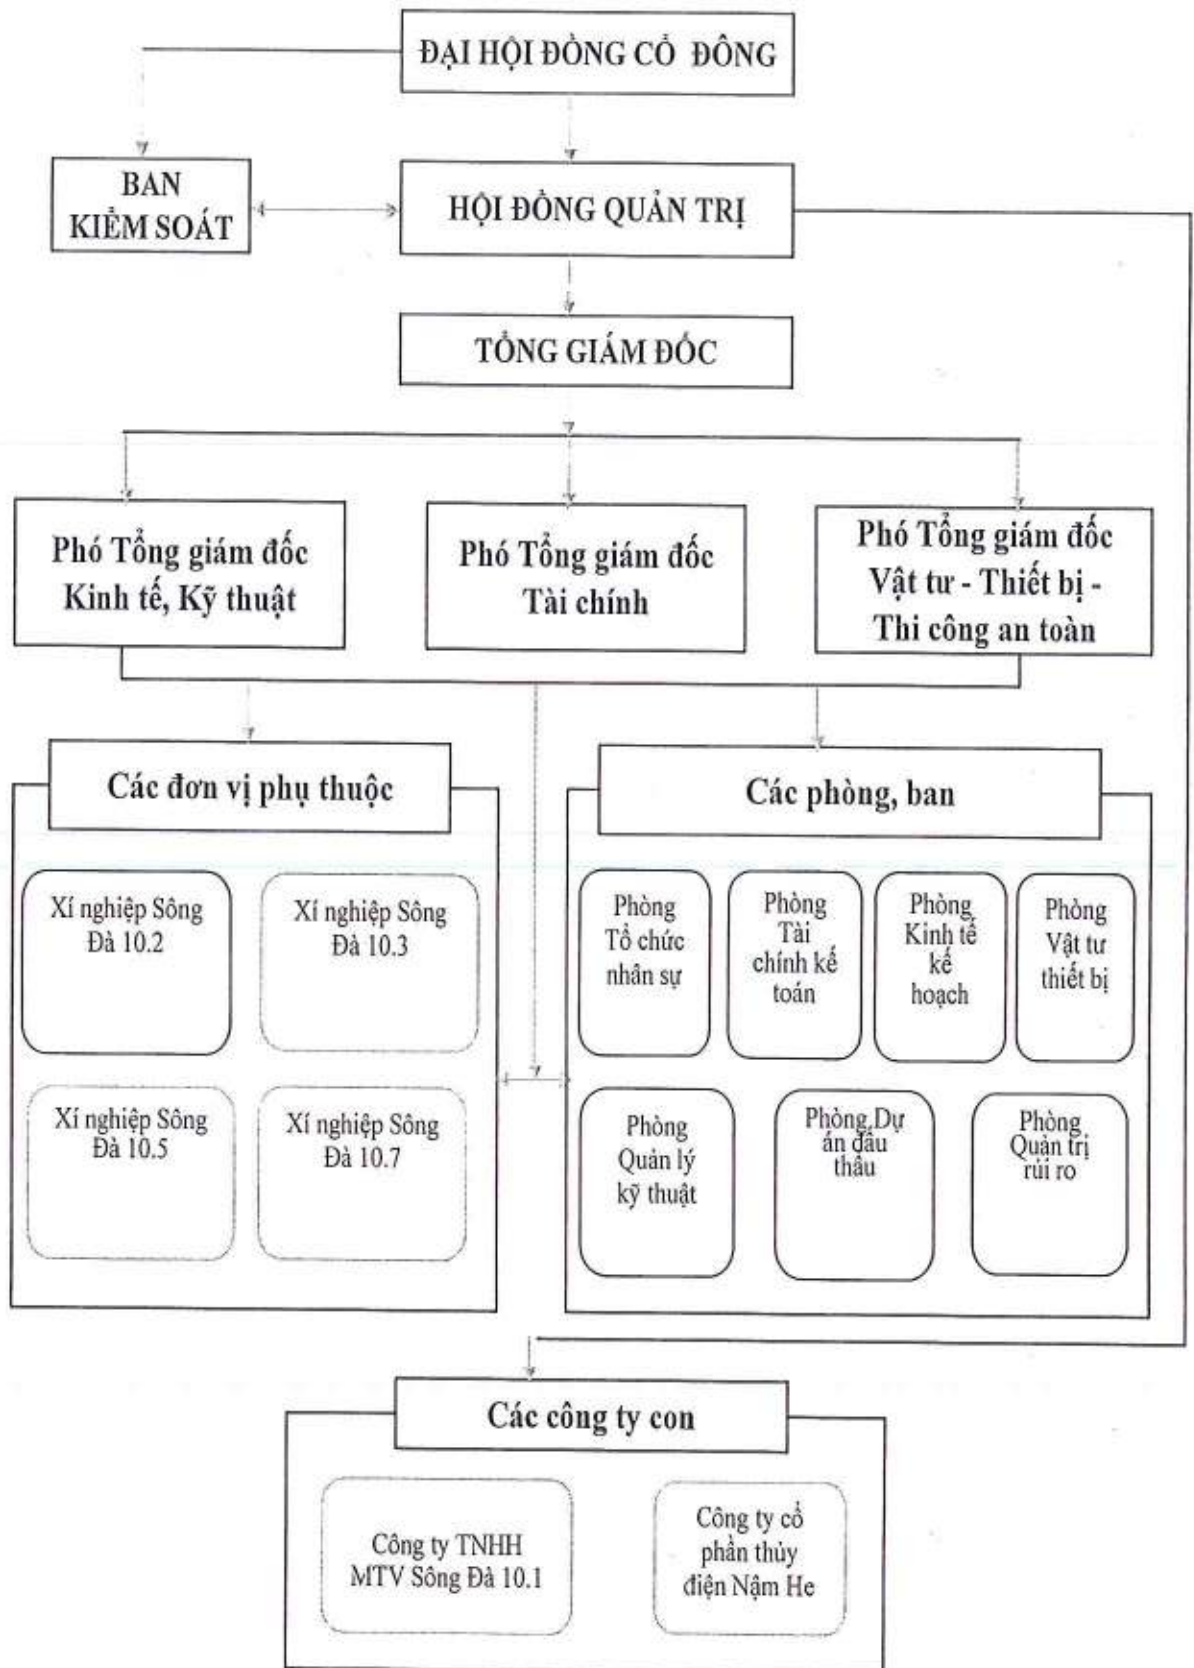 ĐẠI HỘI ĐỒNG CỔ ĐÔNG
BAN
KIỂM SOÁT
HỘI ĐỒNG QUẢN TRỊ
TỔNG GIÁM ĐỐC
Phó Tổng giám đốc
Kinh tế, Kỹ thuật
Phó Tổng giám đốc
Tài chính
Phó Tổng giám đốc
Vật tư - Thiết bị -
Thi công an toàn
Các đơn vị phụ thuộc
Xí nghiệp Sông
Đà 10.2
Xí nghiệp Sông
Đà 10.3
Xí nghiệp Sông
Đà 10.5
Xí nghiệp Sông
Đà 10.7
Các phòng, ban
Phòng
Tổ chức
nhân sự
Phòng
Tài
chính kế
toán
Phòng
Kinh tế
kế
hoạch
Phòng
Vật tư
thiết bị
Phòng
Quản lý
kỹ thuật
Phòng Dự
án đấu
thầu
Phòng
Quản trị
rủi ro
Các công ty con
Công ty TNHH
MTV Sông Đà 10.1
Công ty cổ
phần thủy
điện Nậm He